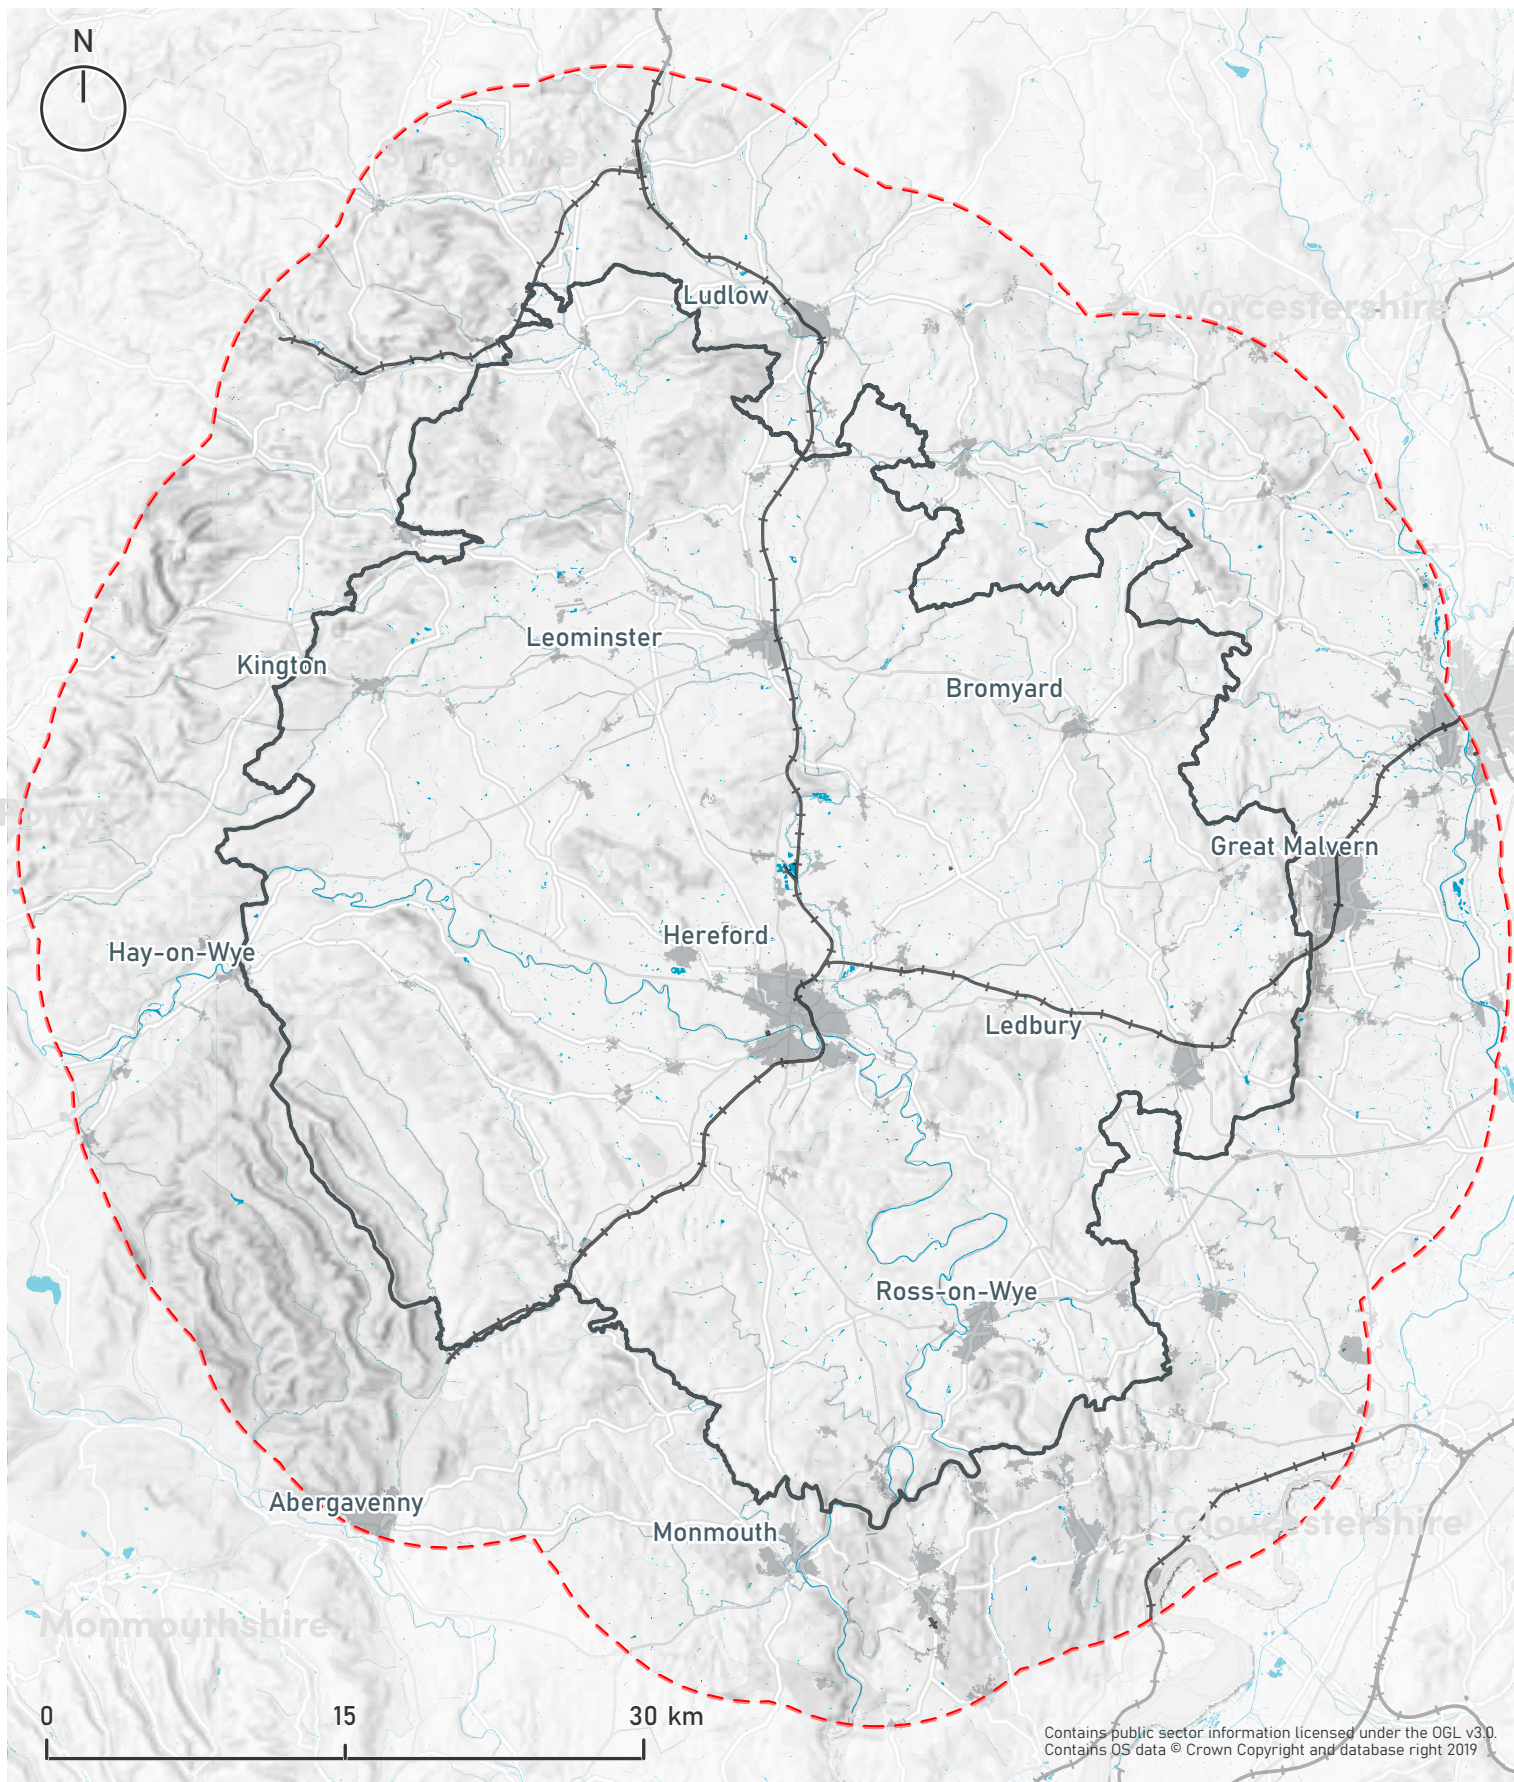 N
Shropshire
Ludlow
Worcestershire
Leominster
Kington
Bromyard
Powys
Great Malvern
Hereford
Hay-on-Wye
Ledbury
Ross-on-Wye
Abergavenny
Monmouth
Gloucestershire
Monmouthshire
0 15 30 km
Contains public sector information licensed under the OGL v3.0.
Contains OS data © Crown Copyright and database right 2019